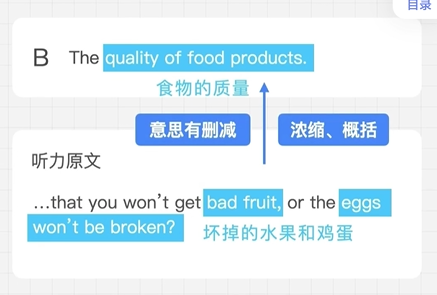 目录
B The quality of food products.
食物的质量
意思有删减 浓缩、概括
听力原文
...that you won't get bad fruit, or the eggs
won't be broken? 坏掉的水果和鸡蛋